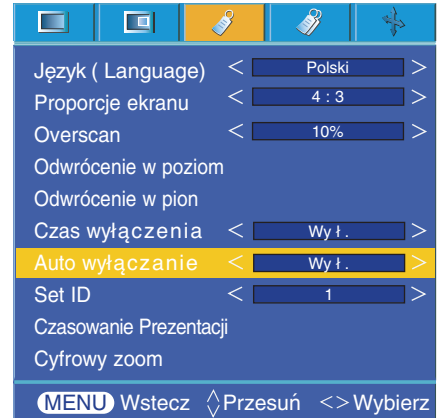 Język ( Language) < Polski >
Proporcje ekranu < 4 : 3 >
Overscan < 10% >
Odwrócenie w poziom
Odwrócenie w pion
Czas wyłączenia < Wy ł . >
Auto wyłączanie < Wy ł . >
Set ID < 1 >
Czasowanie Prezentacji
Cyfrowy zoom
MENU Wstecz Przesuń <> Wybierz